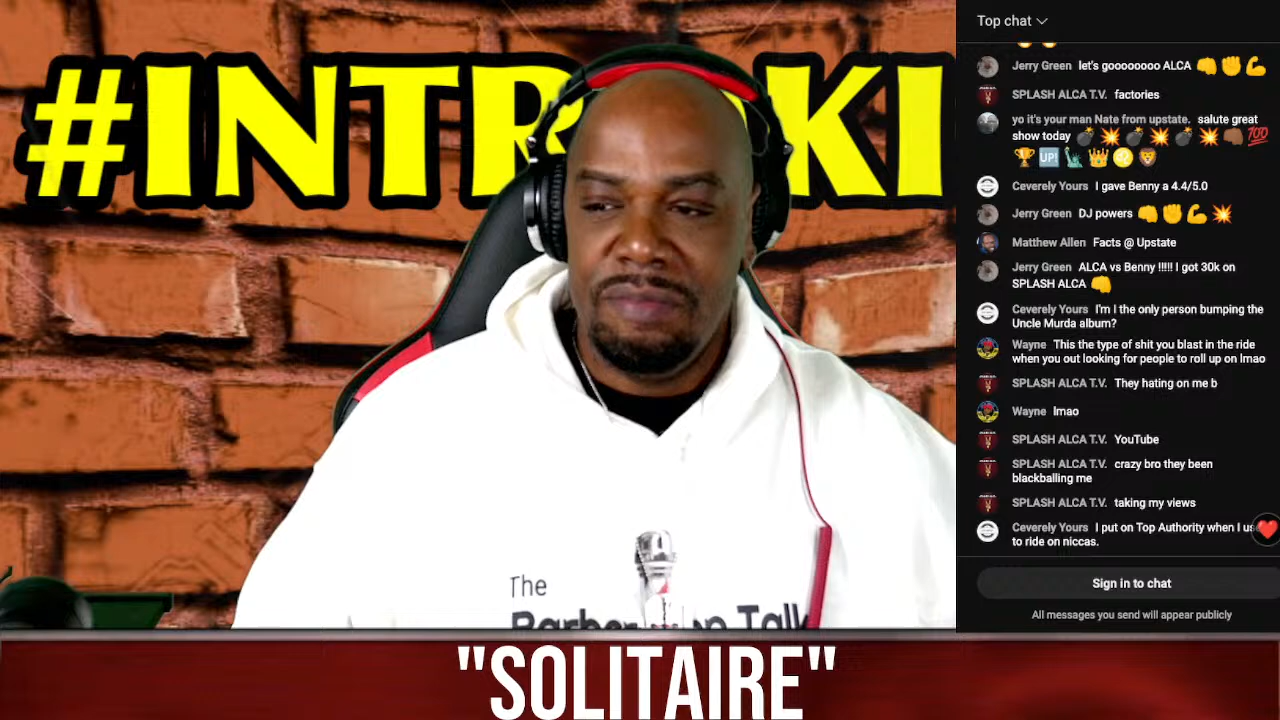 #INTR KI
Top chat
Jerry Green let's goooooooo ALCA 👊✊💪
SPLASH ALCA T.V. factories
yo it's your man Nate from upstate. salute great
show today 💣💥💣💥💣💥👊🏾💯
🏆🆙🗽👑♌🦁
Ceverely Yours I gave Benny a 4.4/5.0
Jerry Green DJ powers 👊✊💪💥
Matthew Allen Facts @ Upstate
Jerry Green ALCA vs Benny !!!!! I got 30k on
SPLASH ALCA 👊
Ceverely Yours I'm I the only person bumping the
Uncle Murda album?
Wayne This the type of shit you blast in the ride
when you out looking for people to roll up on lmao
SPLASH ALCA T.V. They hating on me b
Wayne lmao
SPLASH ALCA T.V. YouTube
SPLASH ALCA T.V. crazy bro they been
blackballing me
SPLASH ALCA T.V. taking my views
Ceverely Yours I put on Top Authority when I us
to ride on niccas.
Sign in to chat
All messages you send will appear publicly
The
Talk
"SOLITAIRE"